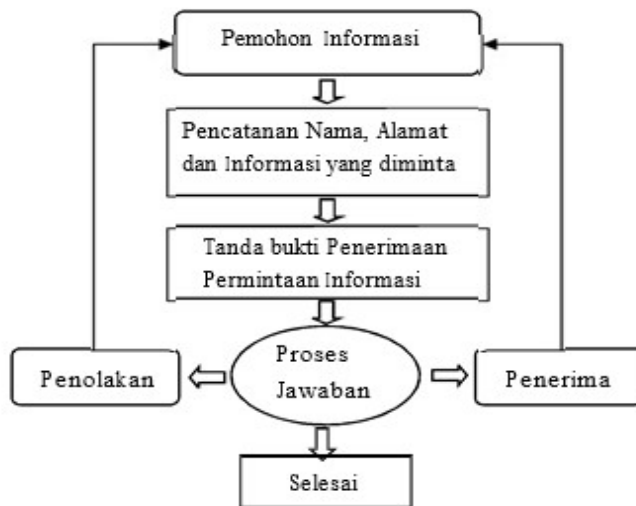 Pemohon Informasi
Pencatanan Nama, Alamat
dan Informasi yang diminta
Tanda bukti Penerimaan
Permintaan Informasi
Proses
Jawaban
Penolakan
Penerima
Selesai